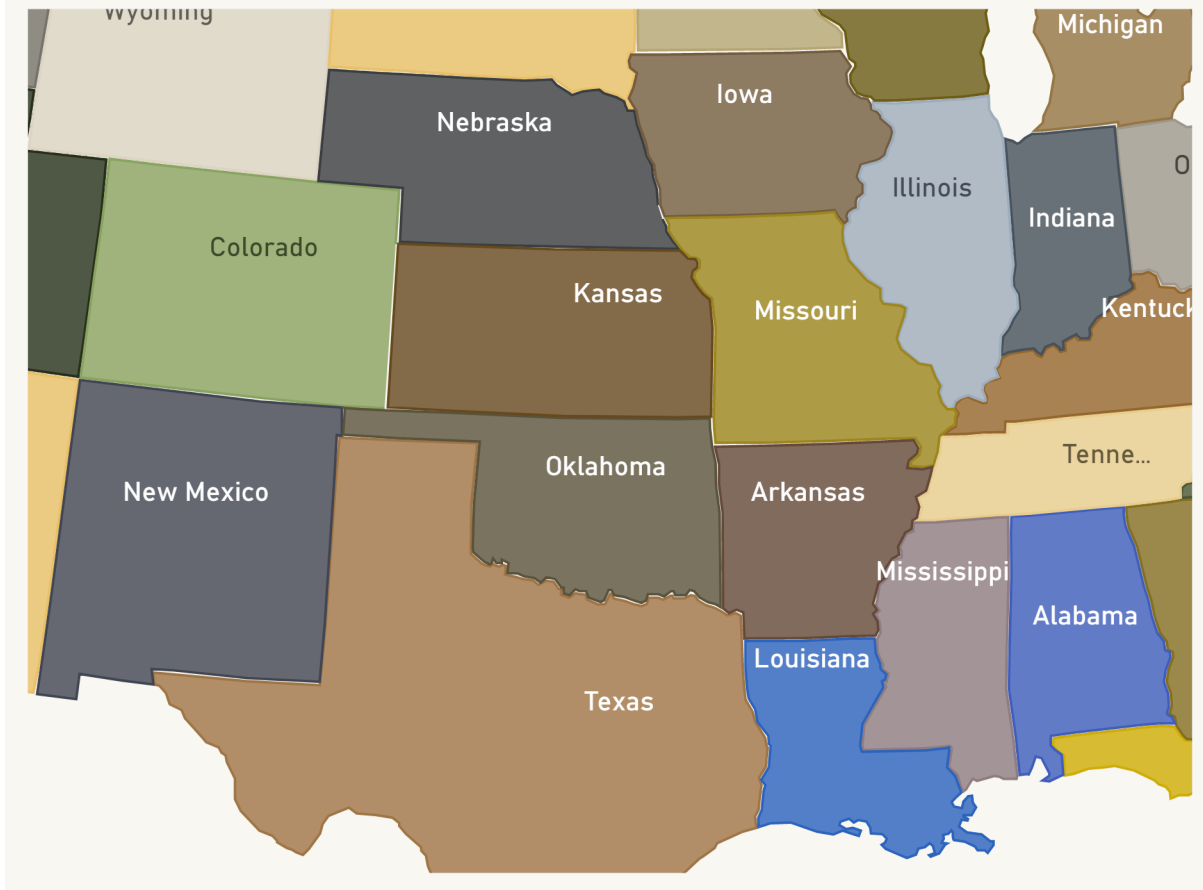 Wyoming
Michigan
Iowa
Nebraska
O
Illinois
Indiana
Colorado
Kansas
Missouri
Kentuck
Tenne...
Oklahoma
New Mexico
Arkansas
Mississippi
Alabama
Louisiana
Texas